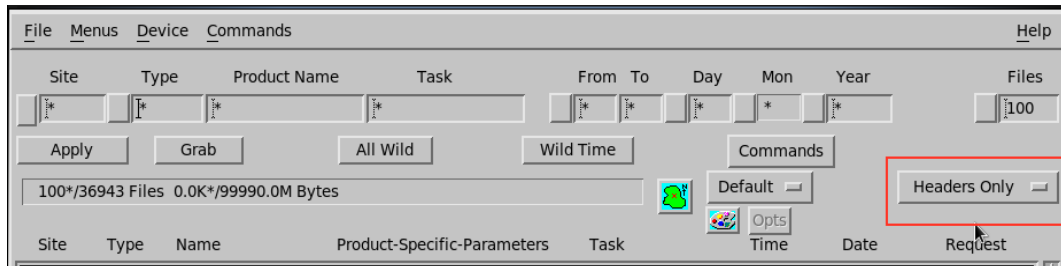 File Menus Device Commands Help
Site Type Product Name Task From To Day Mon Year Files
* * * * * * * * * 100
Apply Grab All Wild Wild Time Commands
100*/36943 Files 0.0K*/99990.0M Bytes Default Headers Only
Opts
Site Type Name Product-Specific-Parameters Task Time Date Request